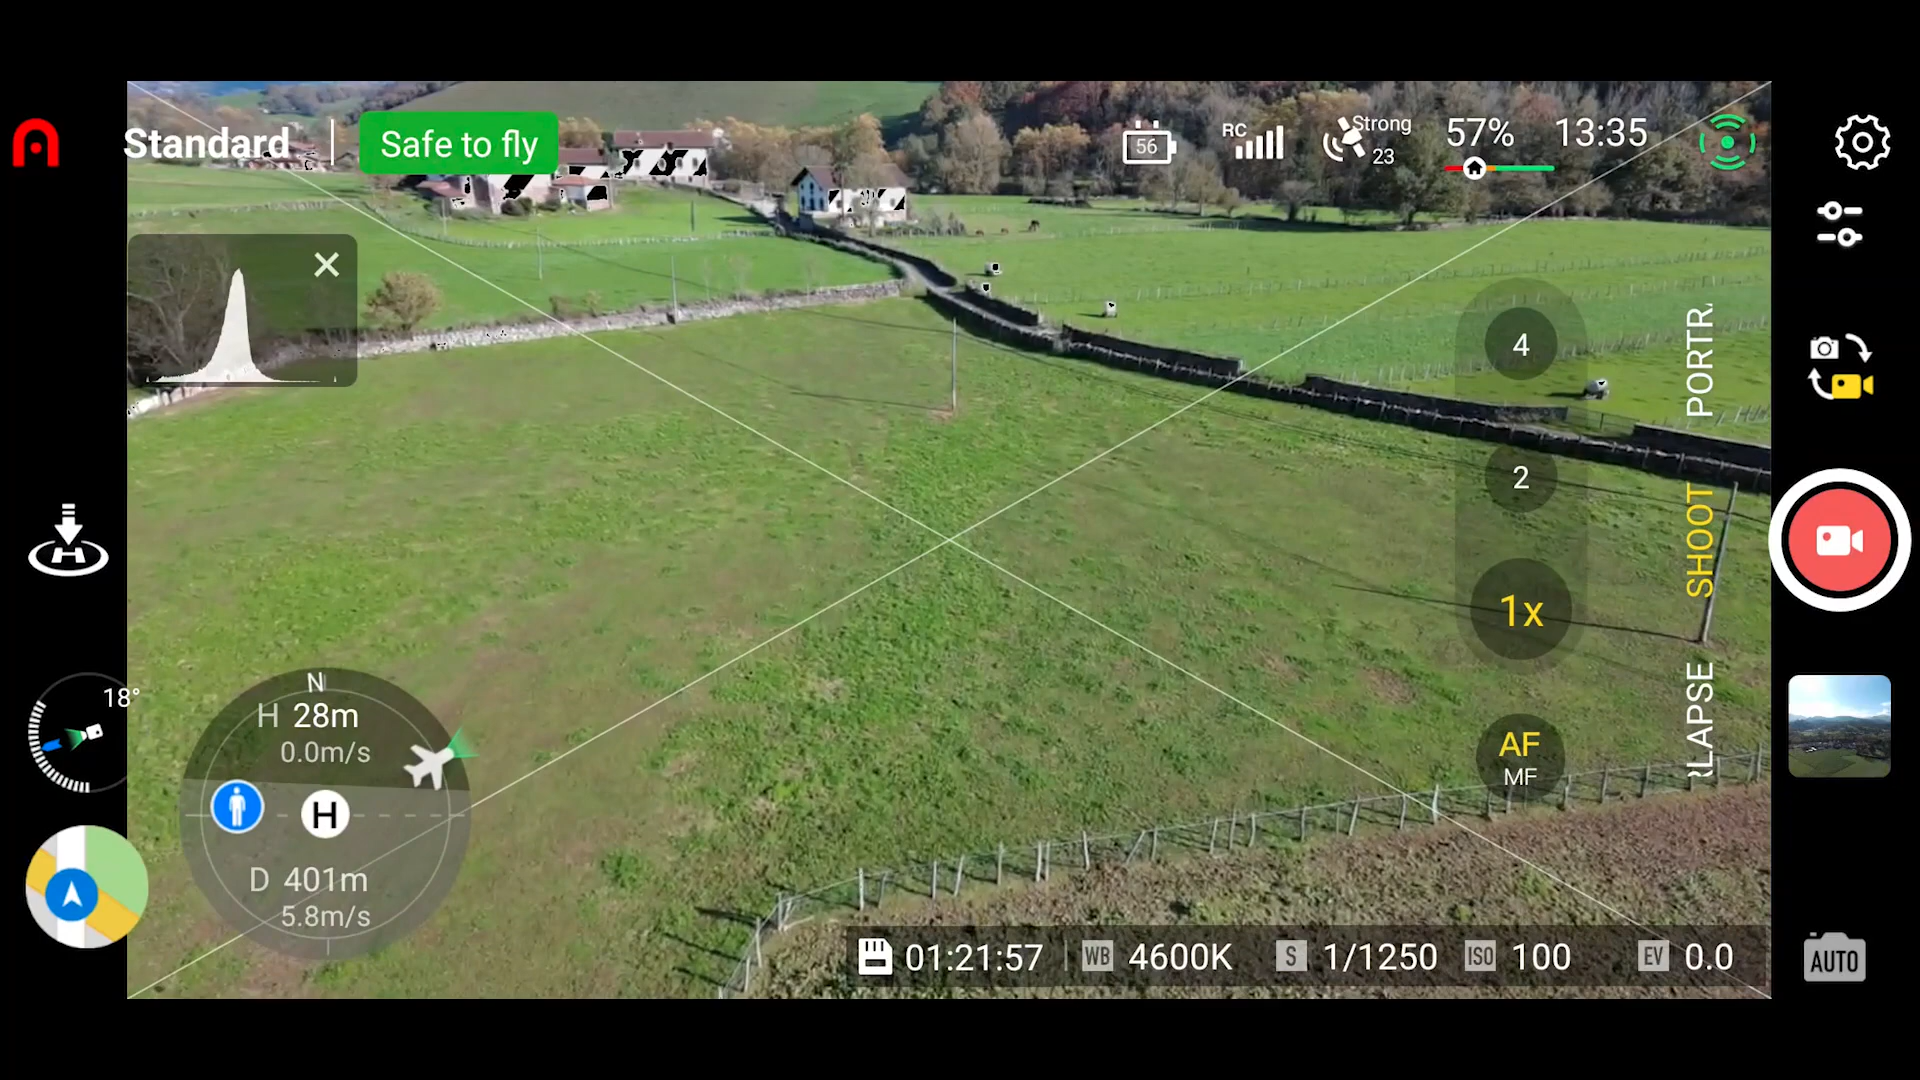 Standard
Safe to fly
56
RC
Strong
23
57%
13:35
4
PORTR.
2
SHOOT
1x
LAPSE
AF
MF
18°
N
H 28m
0.0m/s
H
D 401m
5.8m/s
01:21:57
WB 4600K
S 1/1250
ISO 100
EV 0.0
AUTO
H